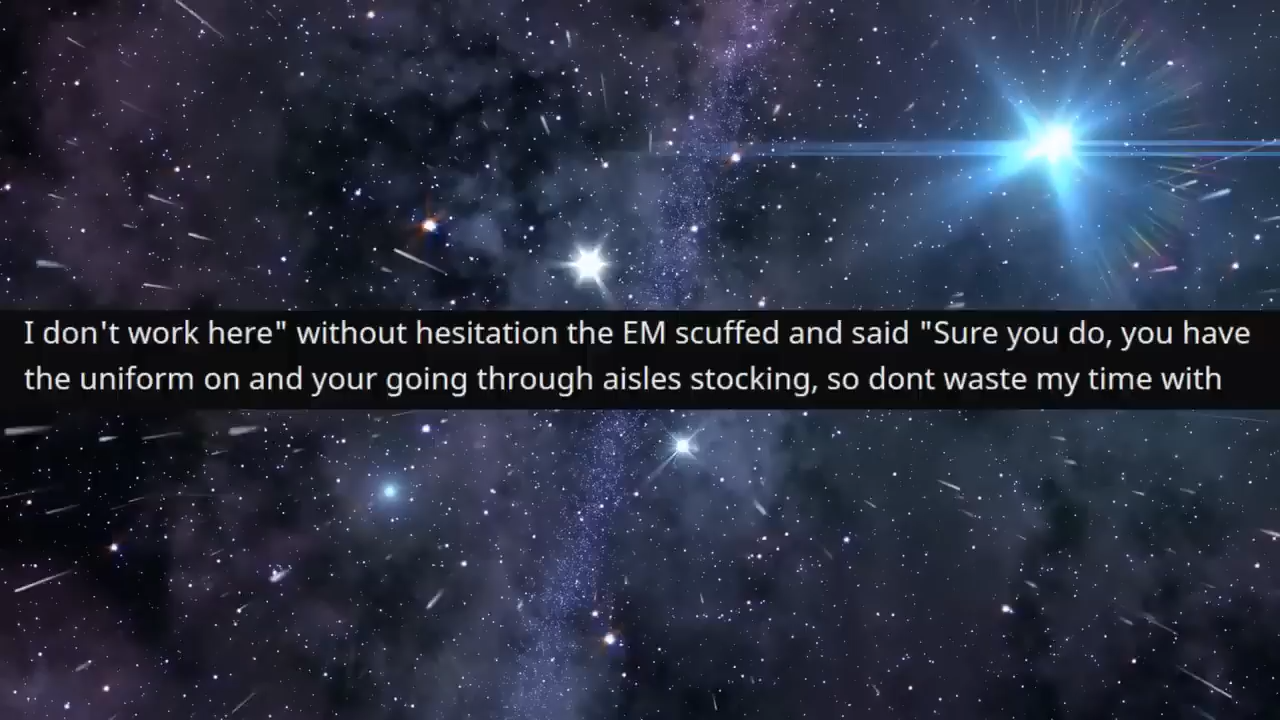 I don't work here" without hesitation the EM scuffed and said "Sure you do, you have
the uniform on and your going through aisles stocking, so dont waste my time with